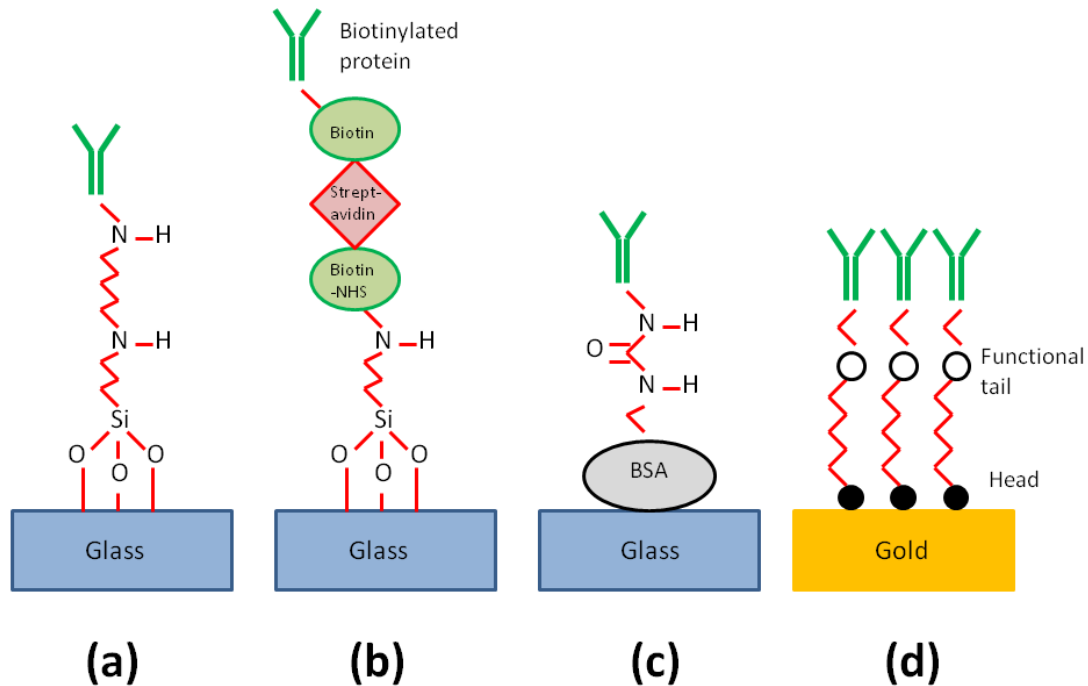 Biotinylated
protein
Biotin
Strept-
avidin
Biotin
-NHS
N H
N H
Si
O O
O
Glass
N H
Si
O O
O
Glass
N H
O
N H
BSA
Glass
Functional
tail
Head
Gold
(a) (b) (c) (d)